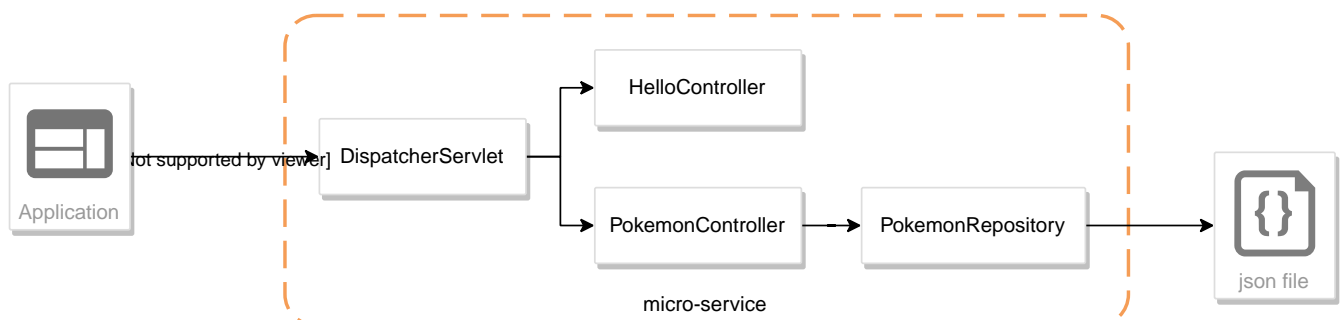 HelloController
[Not supported by viewer]
DispatcherServlet
Application
PokemonController
PokemonRepository
{}
json file
micro-service